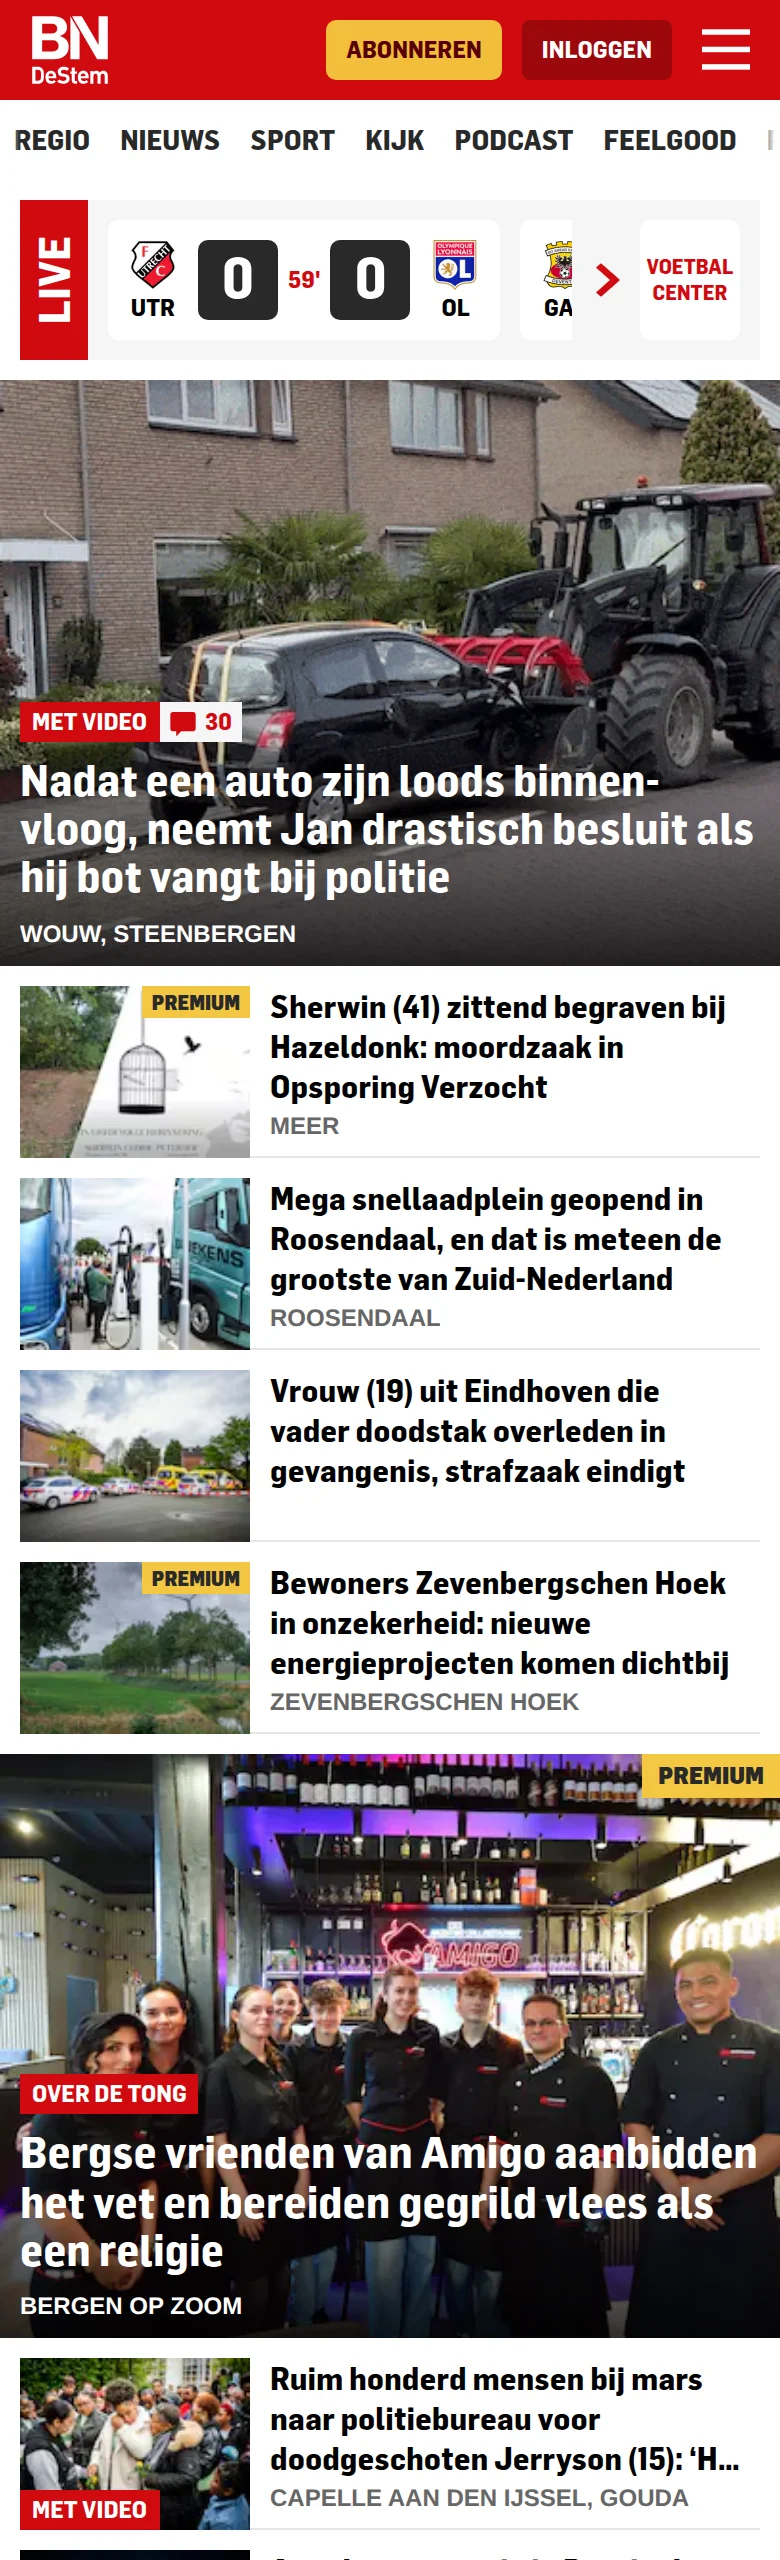 BN
DeStem
ABONNEREN
INLOGGEN
REGIO
NIEUWS
SPORT
KIJK
PODCAST
FEELGOOD
LIVE
UTR
0
59'
0
OL
GA
VOETBAL
CENTER
MET VIDEO
30
Nadat een auto zijn loods binnen-
vloog, neemt Jan drastisch besluit als
hij bot vangt bij politie
WOUW, STEENBERGEN
PREMIUM
Sherwin (41) zittend begraven bij
Hazeldonk: moordzaak in
Opsporing Verzocht
MEER
Mega snellaadplein geopend in
Roosendaal, en dat is meteen de
grootste van Zuid-Nederland
ROOSENDAAL
Vrouw (19) uit Eindhoven die
vader doodstak overleden in
gevangenis, strafzaak eindigt
PREMIUM
Bewoners Zevenbergschen Hoek
in onzekerheid: nieuwe
energieprojecten komen dichtbij
ZEVENBERGSCHEN HOEK
PREMIUM
AMIGO
OVER DE TONG
Bergse vrienden van Amigo aanbidden
het vet en bereiden gegrild vlees als
een religie
BERGEN OP ZOOM
Ruim honderd mensen bij mars
naar politiebureau voor
doodgeschoten Jerryson (15): ‘H...
CAPELLE AAN DEN IJSSEL, GOUDA
MET VIDEO